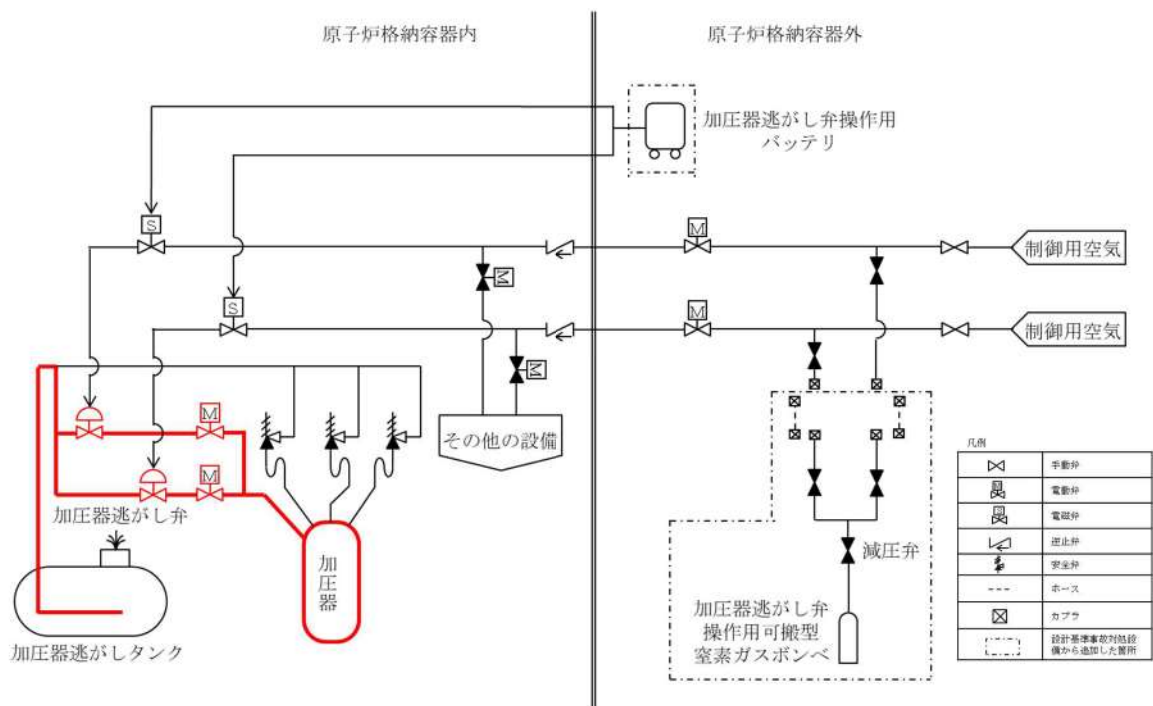 原子炉格納容器内
原子炉格納容器外
加圧器逃がし弁操作用
バッテリ
S
M
制御用空気
M
S
M
制御用空気
M
M
その他の設備
M
加圧器逃がし弁
加圧器
減圧弁
加圧器逃がし弁
操作用可搬型
窒素ガスボンベ
加圧器逃がしタンク
凡例
手動弁
電動弁
電磁弁
逆止弁
安全弁
ホース
カプラ
設計基準事故対処設
備から追加した箇所